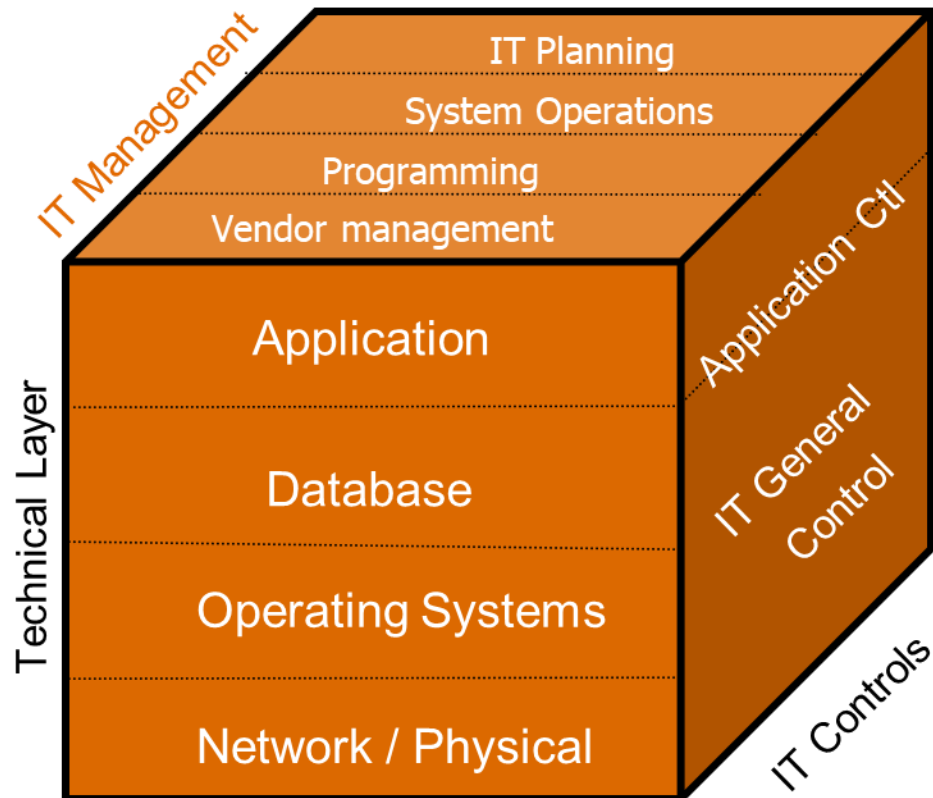 IT Management
IT Planning
System Operations
Programming
Vendor management
Technical Layer
Application
Database
Operating Systems
Network / Physical
Application Ctl
IT General
Control
IT Controls